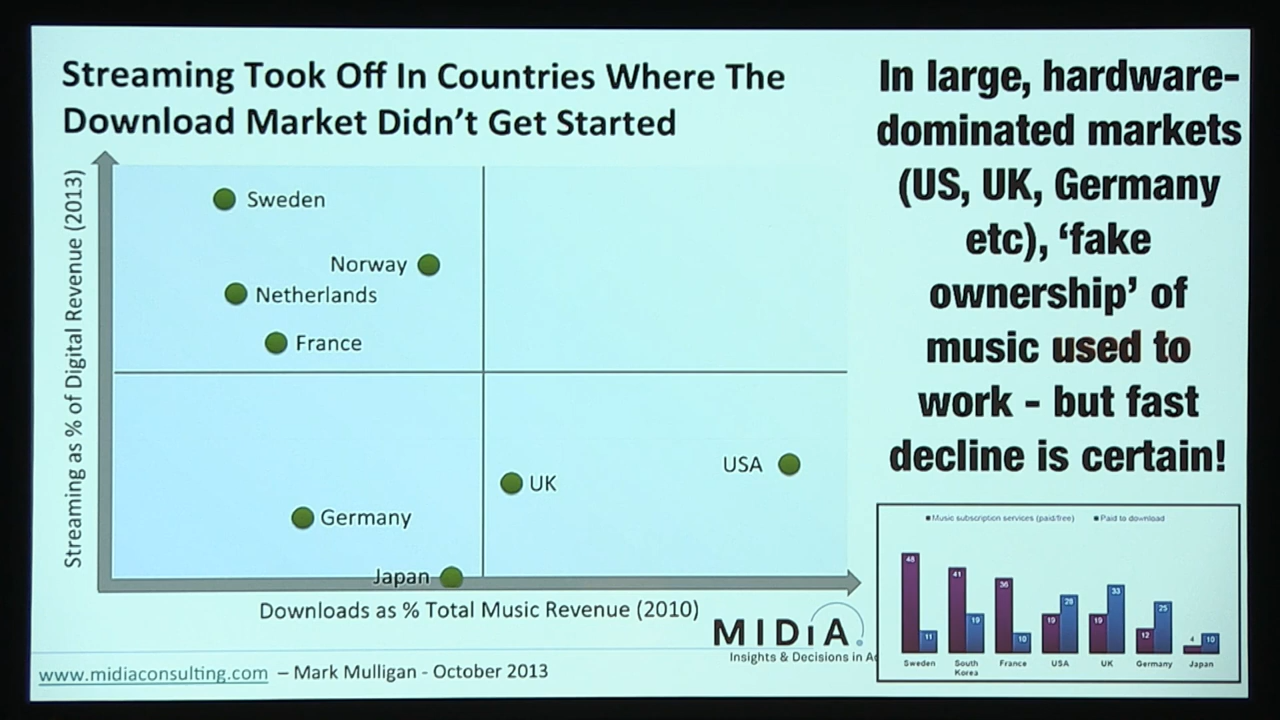 Streaming Took Off In Countries Where The
Download Market Didn't Get Started
Streaming as % of Digital Revenue (2013)
Sweden
Norway
Netherlands
France
USA
UK
Germany
Japan
Downloads as % Total Music Revenue (2010)
MIDiA
Insights & Decisions in
www.midiaconsulting.com – Mark Mulligan - October 2013
In large, hardware-
dominated markets
(US, UK, Germany
etc), 'fake
ownership' of
music used to
work - but fast
decline is certain!
Music subscription services (paid/free) Paid to download
48 11 41 19 36 10 19 28 19 33 12 25 4 10
Sweden South Korea France USA UK Germany Japan